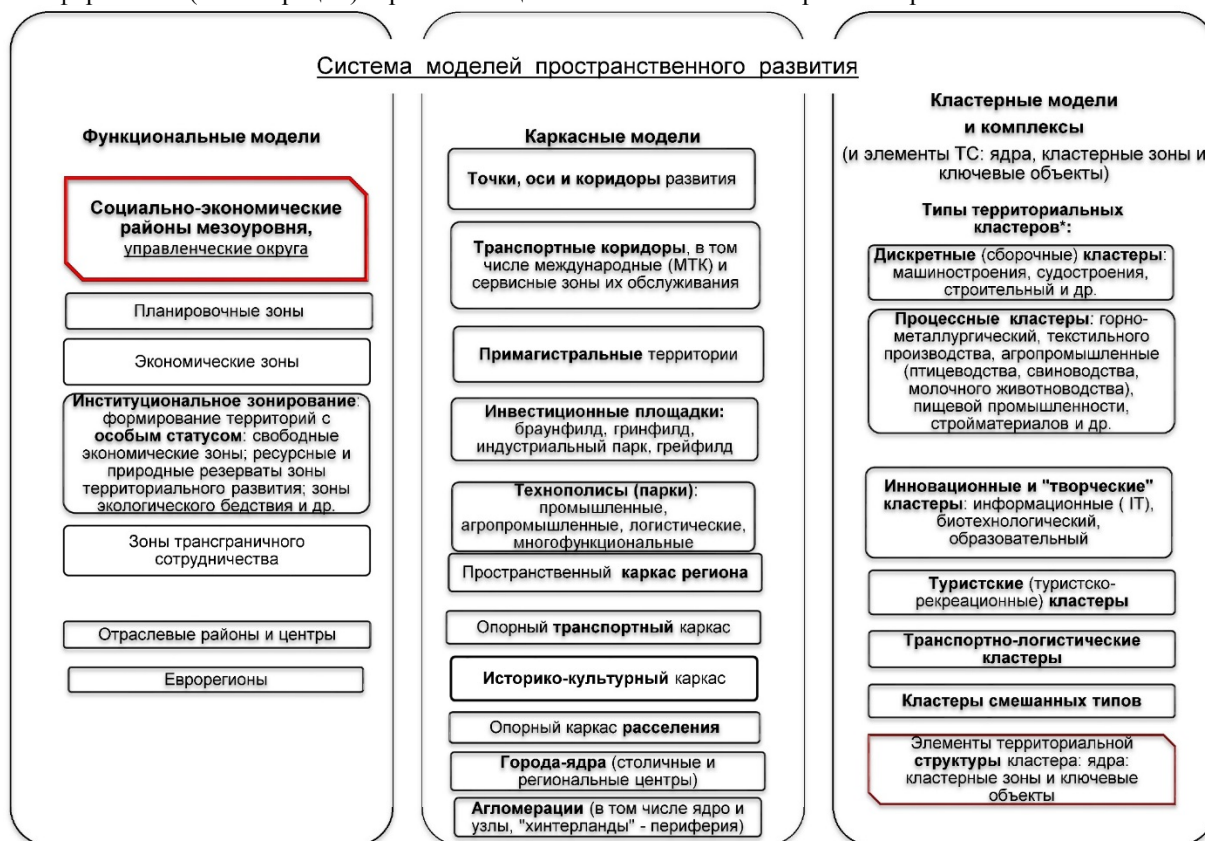 Система моделей пространственного развития
Функциональные модели
Социально-экономические
районы мезоуровня,
управленческие округа
Планировочные зоны
Экономические зоны
Институциональное зонирование:
формирование территорий с
особым статусом: свободные
экономические зоны; ресурсные и
природные резерваты зоны
территориального развития; зоны
экологического бедствия и др.
Зоны трансграничного
сотрудничества
Отраслевые районы и центры
Еврорегионы
Каркасные модели
Точки, оси и коридоры развития
Транспортные коридоры, в том
числе международные (МТК) и
сервисные зоны их обслуживания
Примагистральные территории
Инвестиционные площадки:
браунфилд, гринфилд,
индустриальный парк, грейфилд
Технополисы (парки):
промышленные,
агропромышленные, логистические,
многофункциональные
Пространственный каркас региона
Опорный транспортный каркас
Историко-культурный каркас
Опорный каркас расселения
Города-ядра (столичные и
региональные центры)
Агломерации (в том числе ядро и
узлы, "хинтерланды" - периферия)
Кластерные модели
и комплексы
(и элементы ТС: ядра, кластерные зоны и
ключевые объекты)
Типы территориальных
кластеров*:
Дискретные (сборочные) кластеры:
машиностроения, судостроения,
строительный и др.
Процессные кластеры: горно-
металлургический, текстильного
производства, агропромышленные
(птицеводства, свиноводства,
молочного животноводства),
пищевой промышленности,
стройматериалов и др.
Инновационные и "творческие"
кластеры: информационные ( IT),
биотехнологический,
образовательный
Туристские (туристско-
рекреационные) кластеры
Транспортно-логистические
кластеры
Кластеры смешанных типов
Элементы территориальной
структуры кластера: ядра:
кластерные зоны и ключевые
объекты